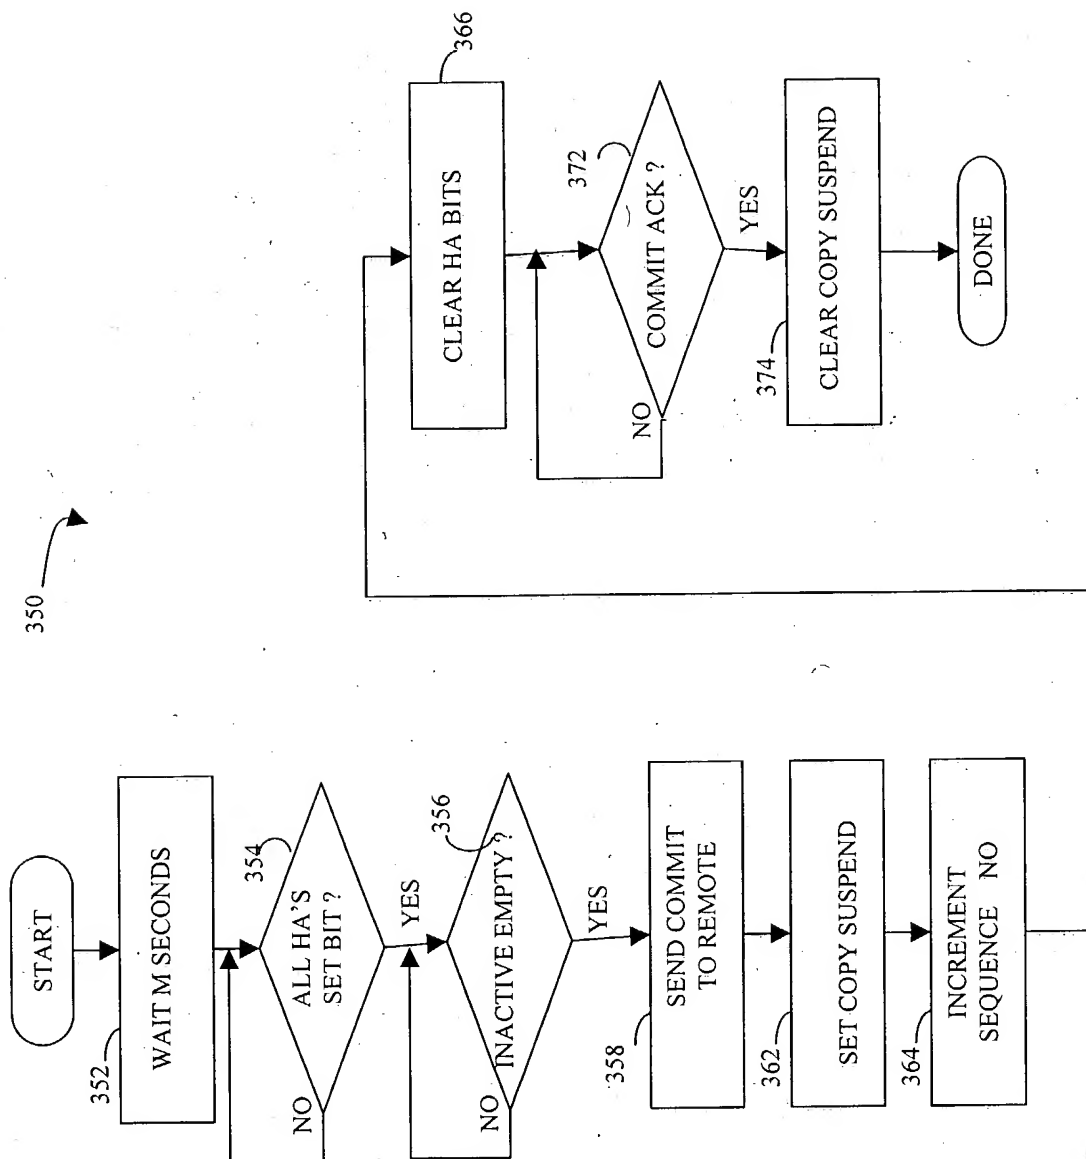 350
START
352
WAIT M SECONDS
354
ALL HA'S
SET BIT ?
NO
YES
356
INACTIVE EMPTY ?
NO
YES
358
SEND COMMIT
TO REMOTE
362
SET COPY SUSPEND
364
INCREMENT
SEQUENCE NO
366
CLEAR HA BITS
372
COMMIT ACK ?
NO
YES
374
CLEAR COPY SUSPEND
DONE